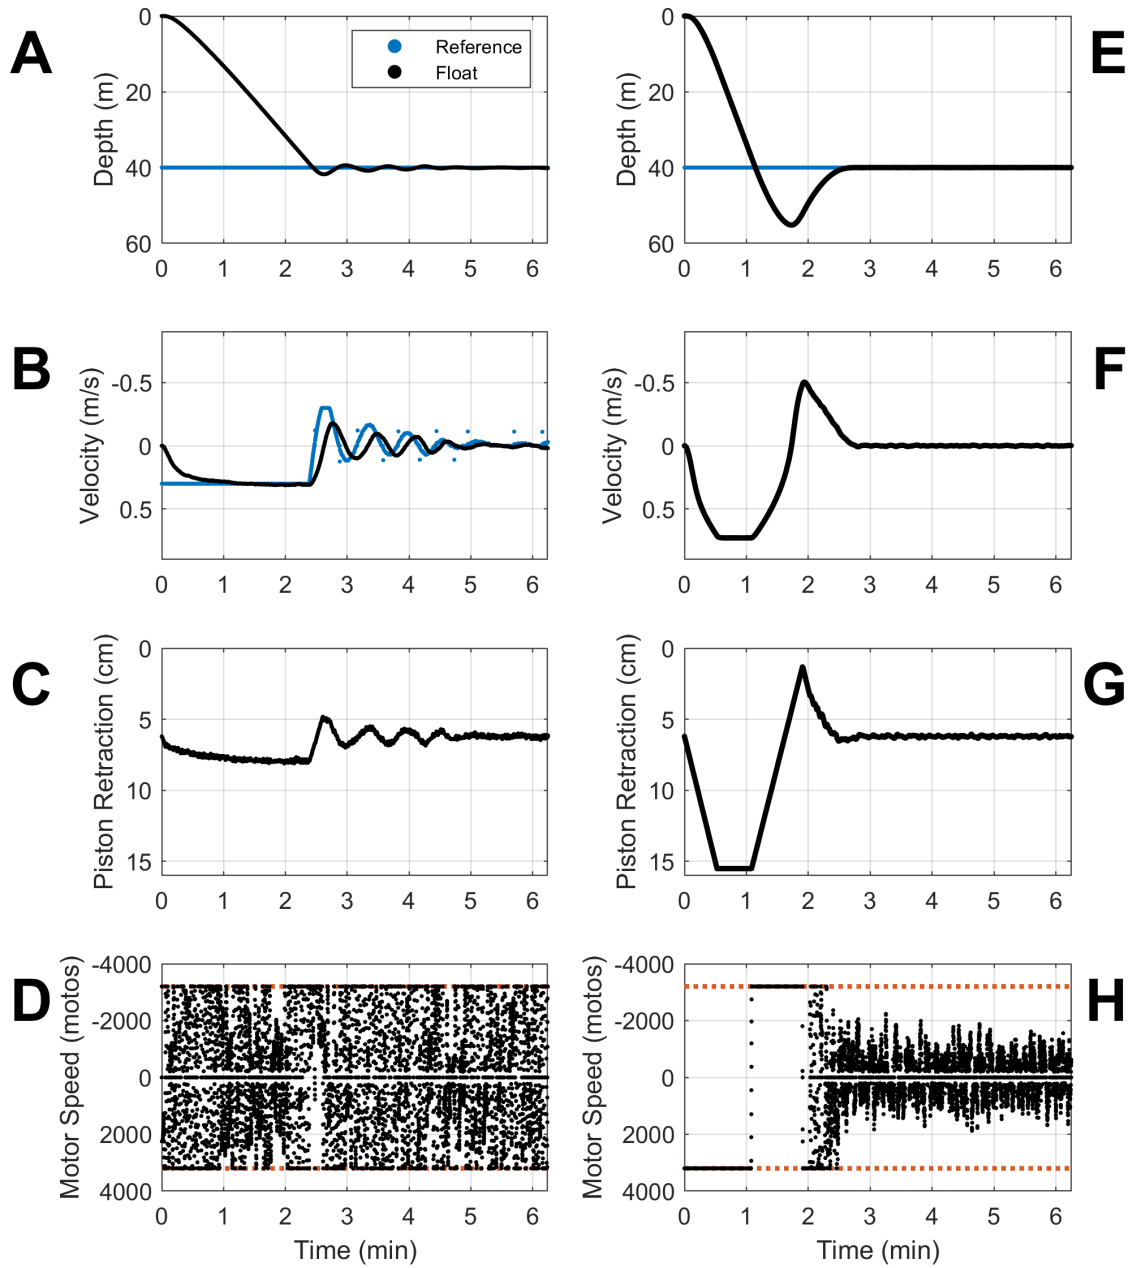 A
Depth (m)
0
20
40
60
Reference
Float
0 1 2 3 4 5 6
E
Depth (m)
0
20
40
60
0 1 2 3 4 5 6
B
Velocity (m/s)
-0.5
0
0.5
0 1 2 3 4 5 6
F
Velocity (m/s)
-0.5
0
0.5
0 1 2 3 4 5 6
C
Piston Retraction (cm)
0
5
10
15
0 1 2 3 4 5 6
G
Piston Retraction (cm)
0
5
10
15
0 1 2 3 4 5 6
D
Motor Speed (motos)
-4000
-2000
0
2000
4000
0 1 2 3 4 5 6
Time (min)
H
Motor Speed (motos)
-4000
-2000
0
2000
4000
0 1 2 3 4 5 6
Time (min)